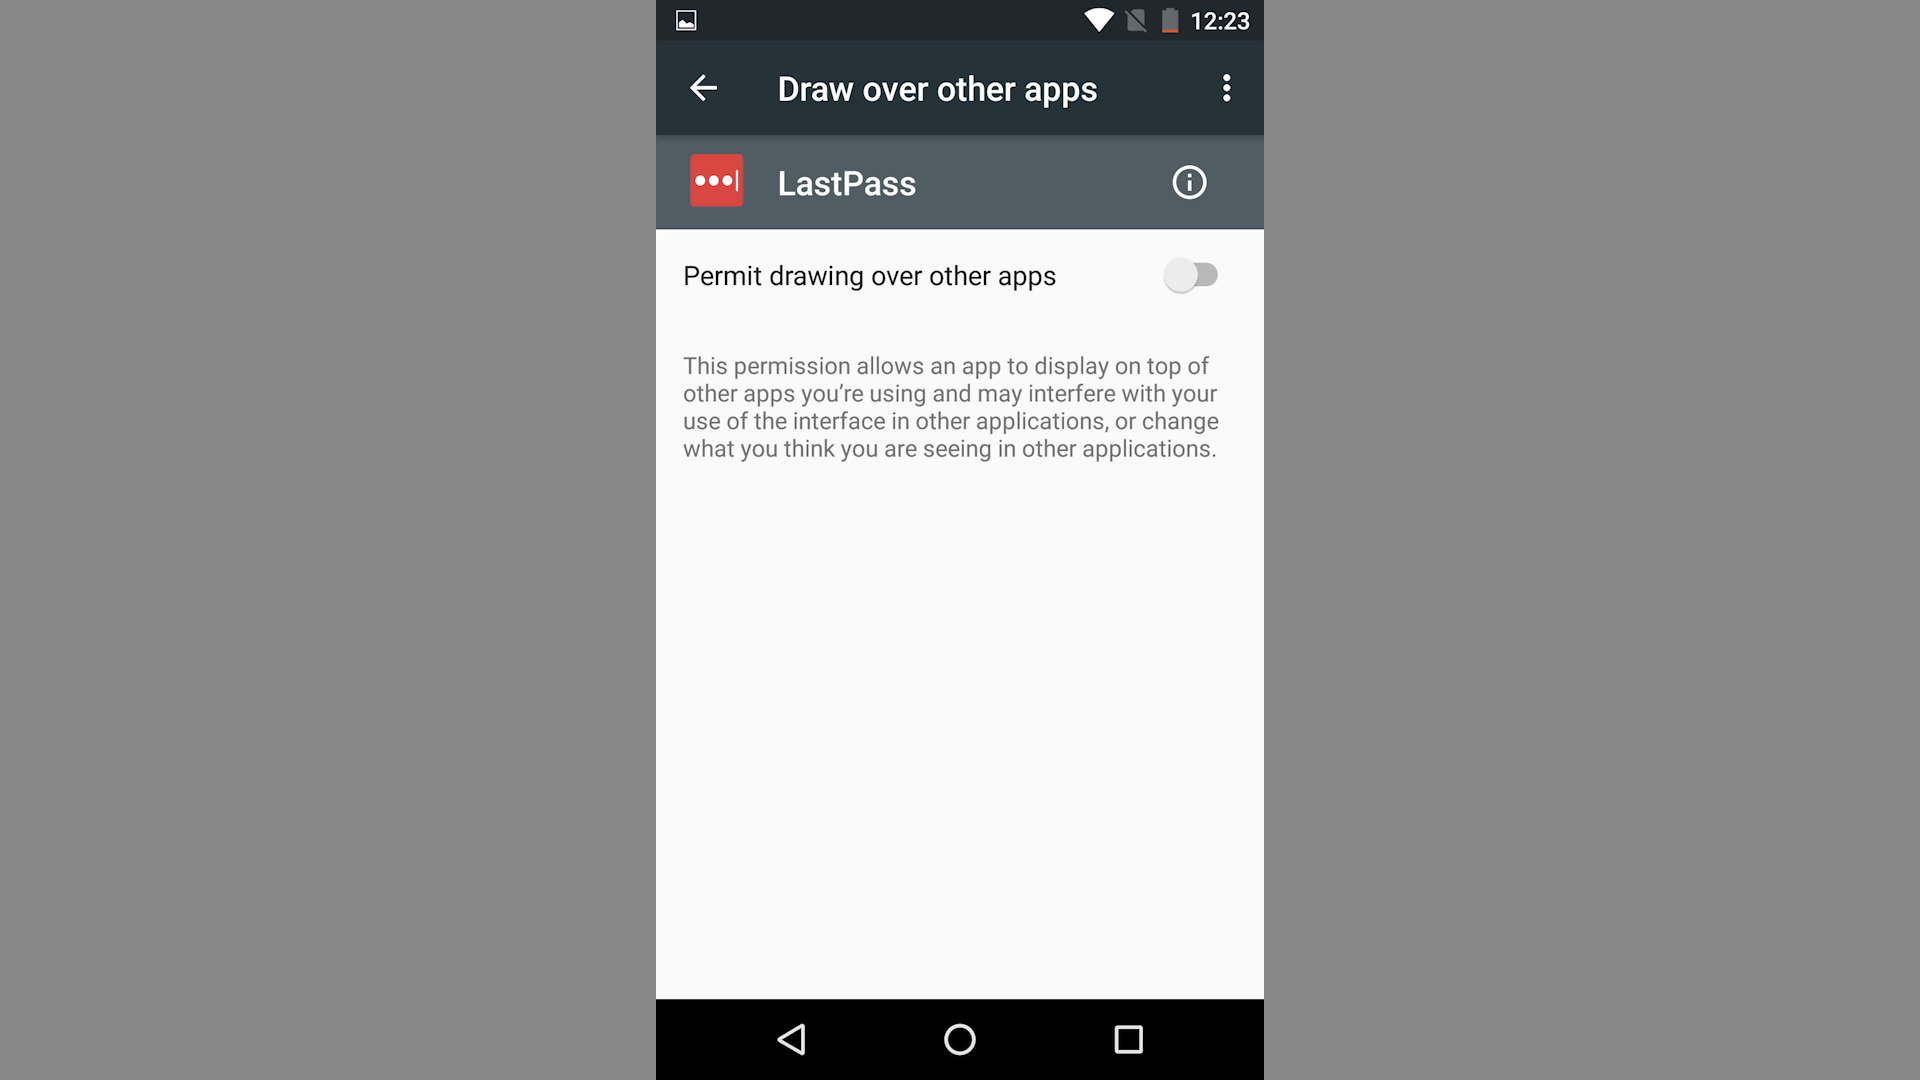 12:23
Draw over other apps
LastPass
Permit drawing over other apps
This permission allows an app to display on top of
other apps you’re using and may interfere with your
use of the interface in other applications, or change
what you think you are seeing in other applications.